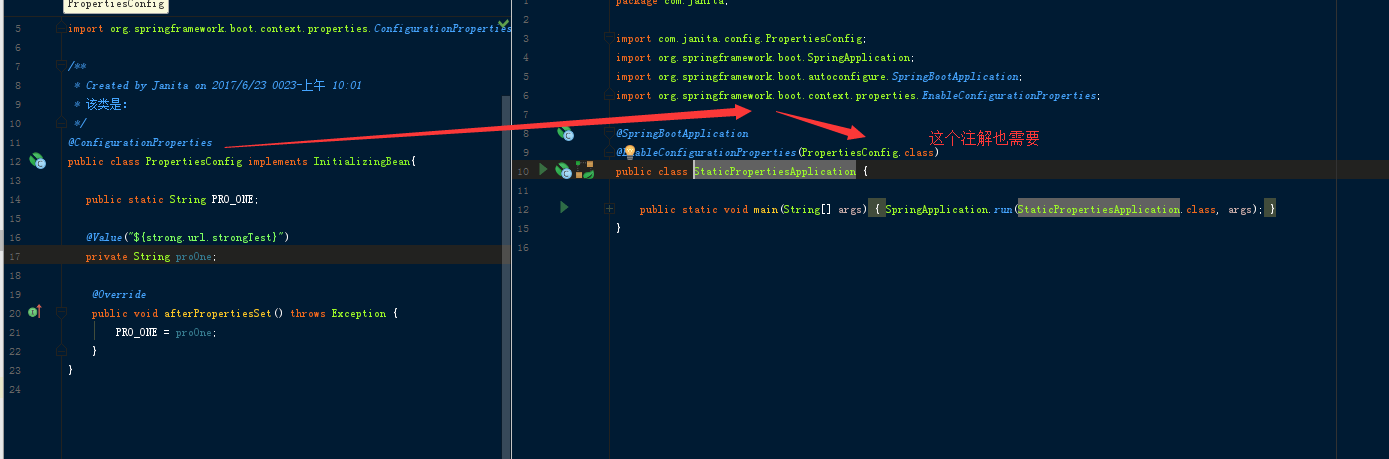 PropertiesConfig
5 import org.springframework.boot.context.properties.ConfigurationProperties
6
7 /**
8 * Created by Janita on 2017/6/23 0023-上午 10:01
9 * 该类是：
10 */
11 @ConfigurationProperties
12 public class PropertiesConfig implements InitializingBean{
13
14 public static String PRO_ONE;
15
16 @Value("${strong.url.strongTest}")
17 private String proOne;
18
19 @Override
20 public void afterPropertiesSet() throws Exception {
21 PRO_ONE = proOne;
22 }
23 }
24
1 package com.janita;
2
3 import com.janita.config.PropertiesConfig;
4 import org.springframework.boot.SpringApplication;
5 import org.springframework.boot.autoconfigure.SpringBootApplication;
6 import org.springframework.boot.context.properties.EnableConfigurationProperties;
7
8 @SpringBootApplication
这个注解也需要
9 @EnableConfigurationProperties(PropertiesConfig.class)
10 public class StaticPropertiesApplication {
11
12 public static void main(String[] args) { SpringApplication.run(StaticPropertiesApplication.class, args); }
15 }
16